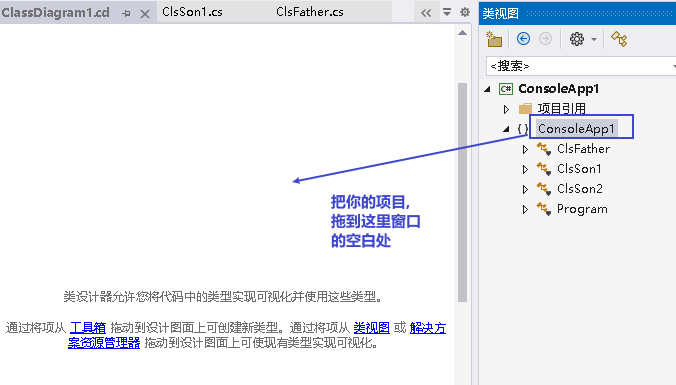 ClassDiagram1.cd
ClsSon1.cs
ClsFather.cs
类视图
<搜索>
C# ConsoleApp1
项目引用
{ } ConsoleApp1
ClsFather
ClsSon1
ClsSon2
Program
把你的项目,
拖到这里窗口
的空白处
类设计器允许您将代码中的类型实现可视化并使用这些类型。
通过将项从 工具箱 拖动到设计图面上可创建新类型。通过将项从 类视图 或 解决方
案资源管理器 拖动到设计图面上可使现有类型实现可视化。